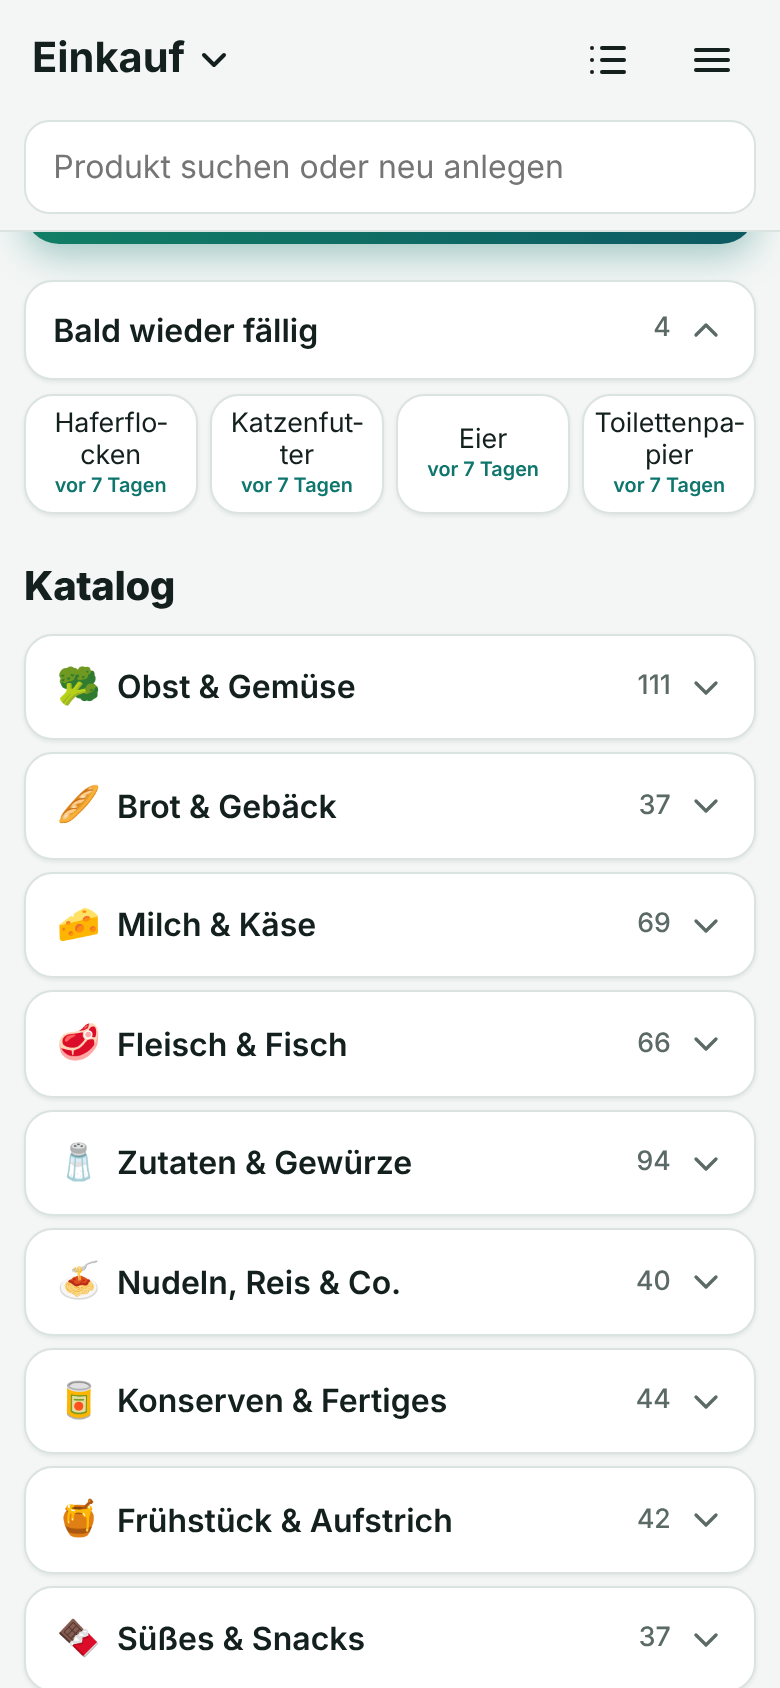 Einkauf
Produkt suchen oder neu anlegen
Bald wieder fällig 4
Haferflo-
cken
vor 7 Tagen
Katzenfut-
ter
vor 7 Tagen
Eier
vor 7 Tagen
Toilettenpa-
pier
vor 7 Tagen
Katalog
Obst & Gemüse 111
Brot & Gebäck 37
Milch & Käse 69
Fleisch & Fisch 66
Zutaten & Gewürze 94
Nudeln, Reis & Co. 40
Konserven & Fertiges 44
Frühstück & Aufstrich 42
Süßes & Snacks 37